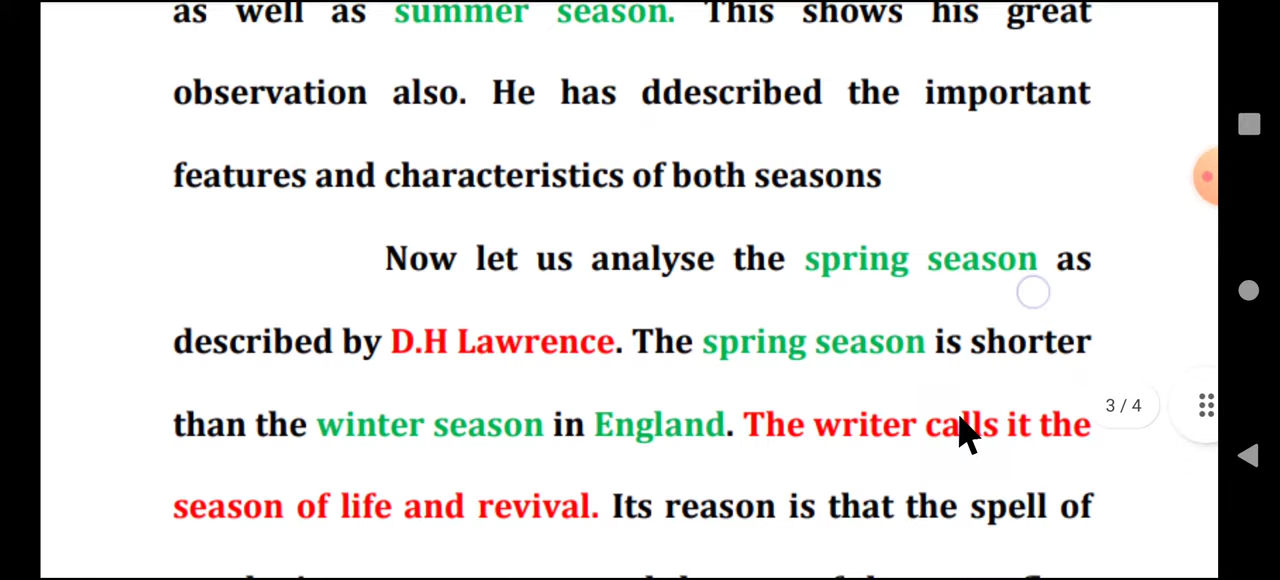 as well as summer season. This shows his great
observation also. He has ddescribed the important
features and characteristics of both seasons
Now let us analyse the spring season as
described by D.H Lawrence. The spring season is shorter
than the winter season in England. The writer calls it the
season of life and revival. Its reason is that the spell of
3 / 4